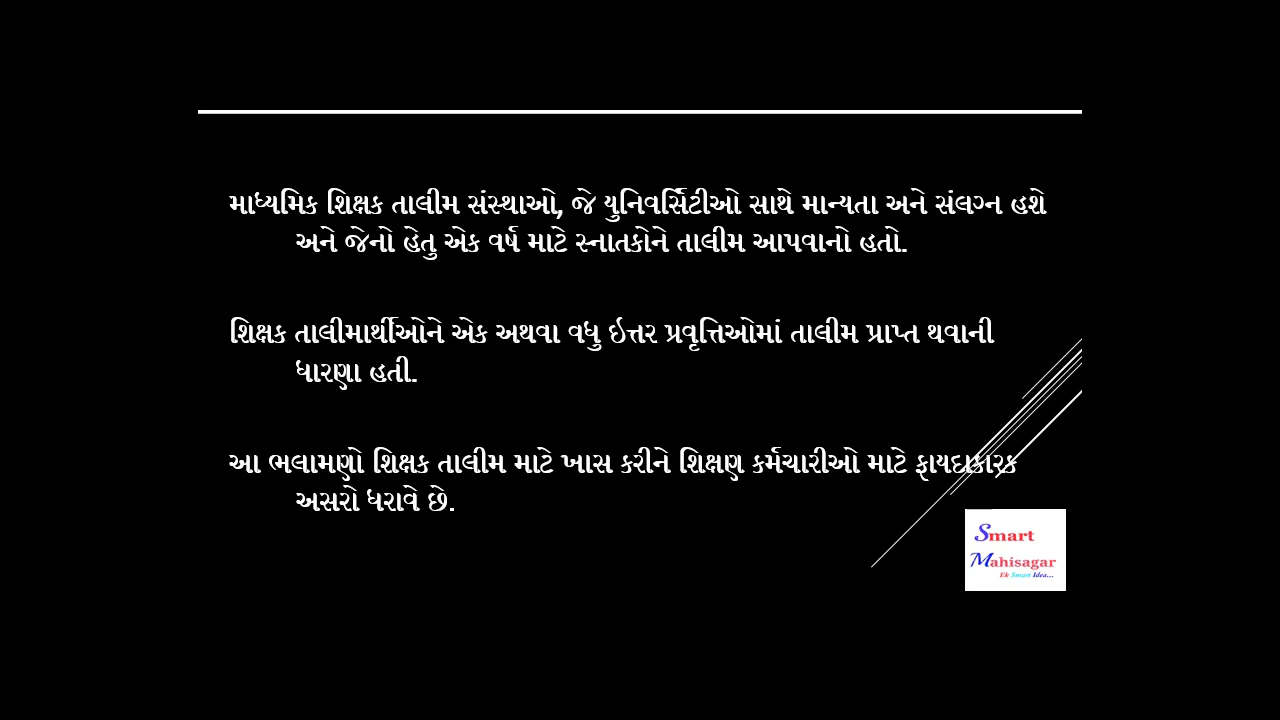 માધ્યમિક શિક્ષક તાલીમ સંસ્થાઓ, જે યુનિવર્સિટીઓ સાથે માન્યતા અને સંલગ્ન હશે
અને જેનો હેતુ એક વર્ષ માટે સ્નાતકોને તાલીમ આપવાનો હતો.
શિક્ષક તાલીમાર્થીઓને એક અથવા વધુ ઇત્તર પ્રવૃત્તિઓમાં તાલીમ પ્રાપ્ત થવાની
ધારણા હતી.
આ ભલામણો શિક્ષક તાલીમ માટે ખાસ કરીને શિક્ષણ કર્મચારીઓ માટે ફાયદાકારક
અસરો ધરાવે છે.
Smart
Mahisagar
Ek Smart Idea...